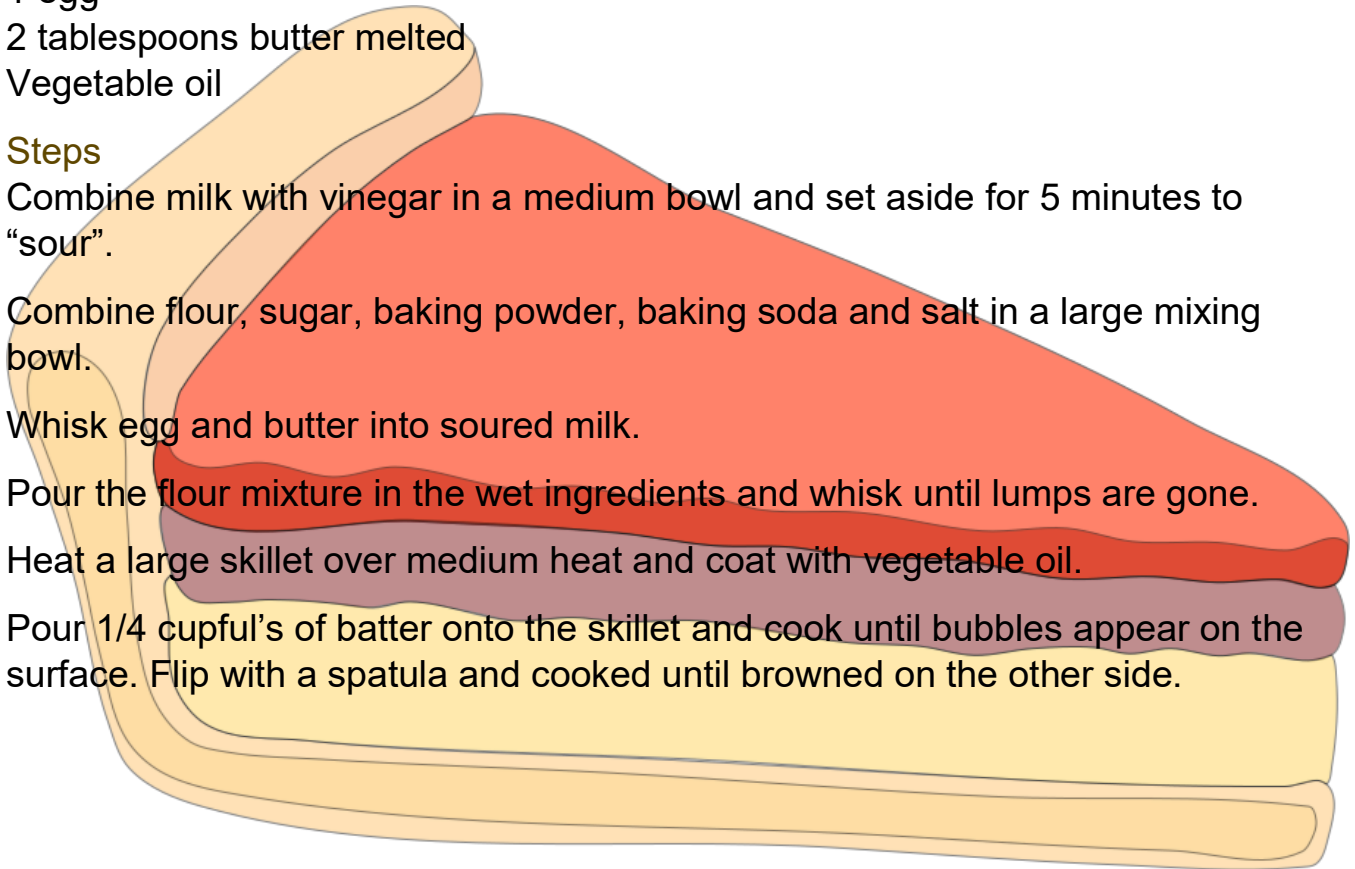 1 egg
2 tablespoons butter melted
Vegetable oil
Steps
Combine milk with vinegar in a medium bowl and set aside for 5 minutes to
“sour”.
Combine flour, sugar, baking powder, baking soda and salt in a large mixing
bowl.
Whisk egg and butter into soured milk.
Pour the flour mixture in the wet ingredients and whisk until lumps are gone.
Heat a large skillet over medium heat and coat with vegetable oil.
Pour 1/4 cupful’s of batter onto the skillet and cook until bubbles appear on the
surface. Flip with a spatula and cooked until browned on the other side.